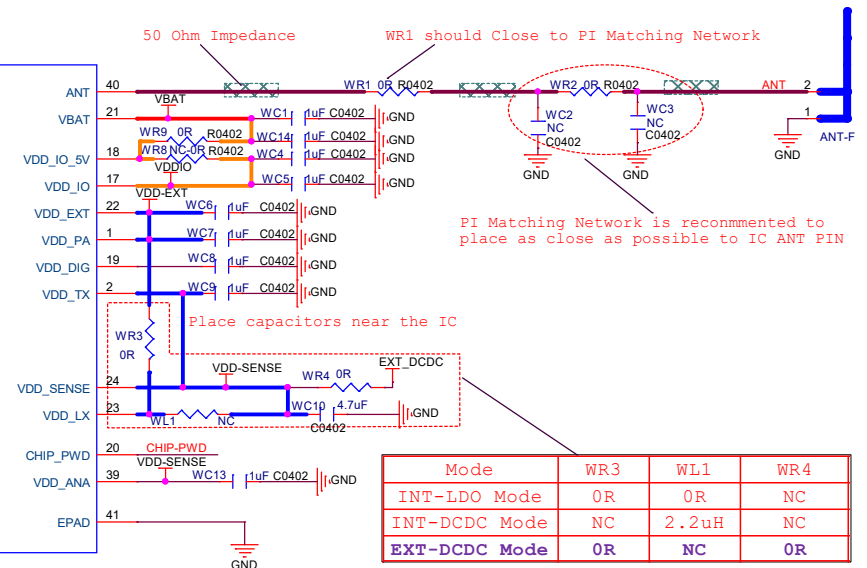 50 Ohm Impedance
WR1 should Close to PI Matching Network
ANT 40 WR1 0R R0402 WR2 0R R0402 ANT 2
VBAT
VBAT 21 WC1 1uF C0402 GND
WC2 NC C0402
WC3 NC C0402
1
GND
ANT-F
WR9 0R R0402 WC14 1uF C0402
VDD_IO_5V 18 WR8 NC-0R R0402 WC4 1uF C0402
VDDIO
VDD_IO 17 WC5 1uF C0402 GND
GND
GND
VDD-EXT
VDD_EXT 22 WC6 1uF C0402 GND
VDD_PA 1 WC7 1uF C0402 GND
VDD_DIG 19 WC8 1uF C0402 GND
VDD_TX 2 WC9 1uF C0402 GND
PI Matching Network is reconmmented to
place as close as possible to IC ANT PIN
Place capacitors near the IC
WR3
0R
VDD-SENSE
EXT_DCDC
WR4 0R
VDD_SENSE 24
VDD_LX 23 WL1 NC WC10 4.7uF C0402 GND
CHIP_PWD 20 CHIP-PWD
VDD-SENSE
VDD_ANA 39 WC13 1uF C0402 GND
EPAD 41
GND
Mode WR3 WL1 WR4
INT-LDO Mode 0R 0R NC
INT-DCDC Mode NC 2.2uH NC
EXT-DCDC Mode 0R NC 0R